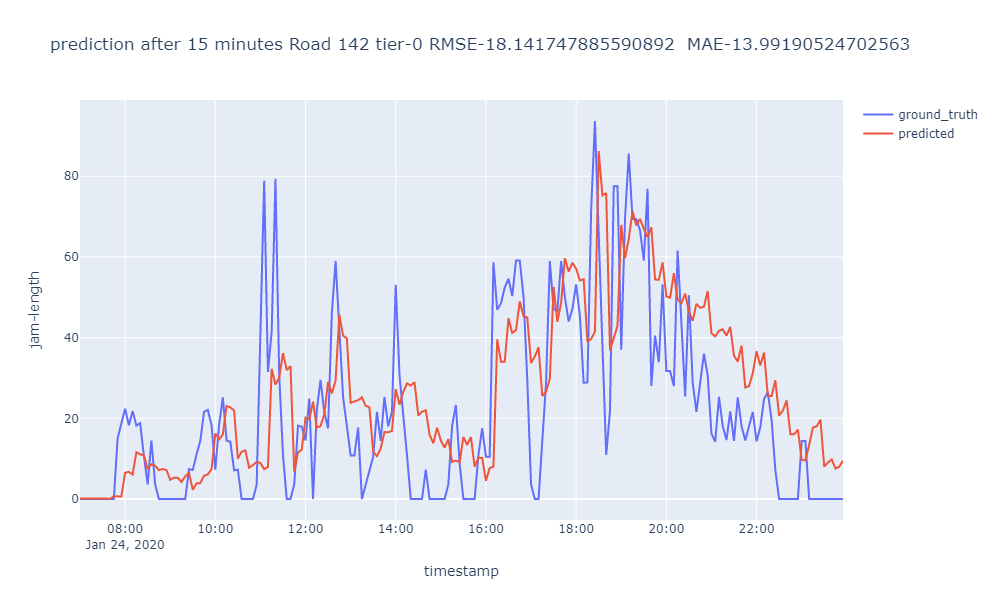 prediction after 15 minutes Road 142 tier-0 RMSE-18.141747885590892  MAE-13.99190524702563
ground_truth
predicted
80
60
40
20
0
jam-length
08:00
10:00
12:00
14:00
16:00
18:00
20:00
22:00
Jan 24, 2020
timestamp